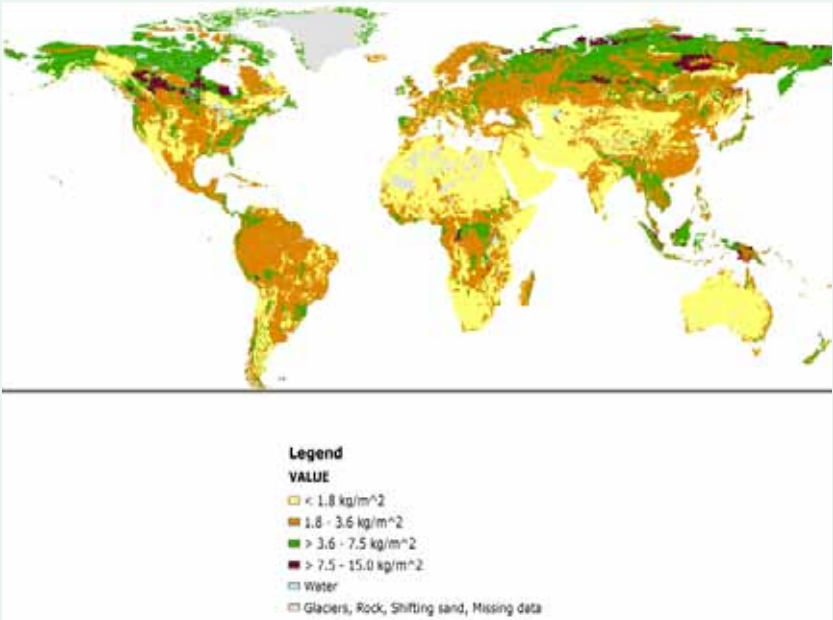 Legend
VALUE
< 1.8 kg/m^2
1.8 - 3.6 kg/m^2
> 3.6 - 7.5 kg/m^2
> 7.5 - 15.0 kg/m^2
Water
Glaciers, Rock, Shifting sand, Missing data